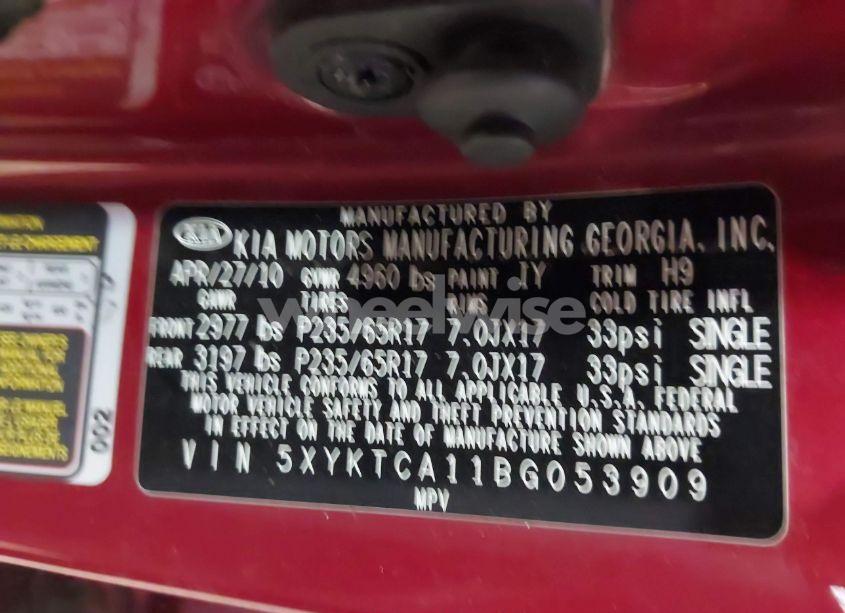 MANUFACTURED BY
KIA KIA MOTORS MANUFACTURING GEORGIA, INC.
APR/27/10 GVWR 4960 lbs PAINT IY TRIM H9
GAWR TIRES RIMS COLD TIRE INFL
FRONT 2977 lbs P235/65R17 7.0JX17 33psi SINGLE
REAR 3197 lbs P235/65R17 7.0JX17 33psi SINGLE
THIS VEHICLE CONFORMS TO ALL APPLICABLE U.S.A. FEDERAL
MOTOR VEHICLE SAFETY AND THEFT PREVENTION STANDARDS
IN EFFECT ON THE DATE OF MANUFACTURE SHOWN ABOVE
VIN 5XYKTCA11BG053909
MPV
002
wheelwise